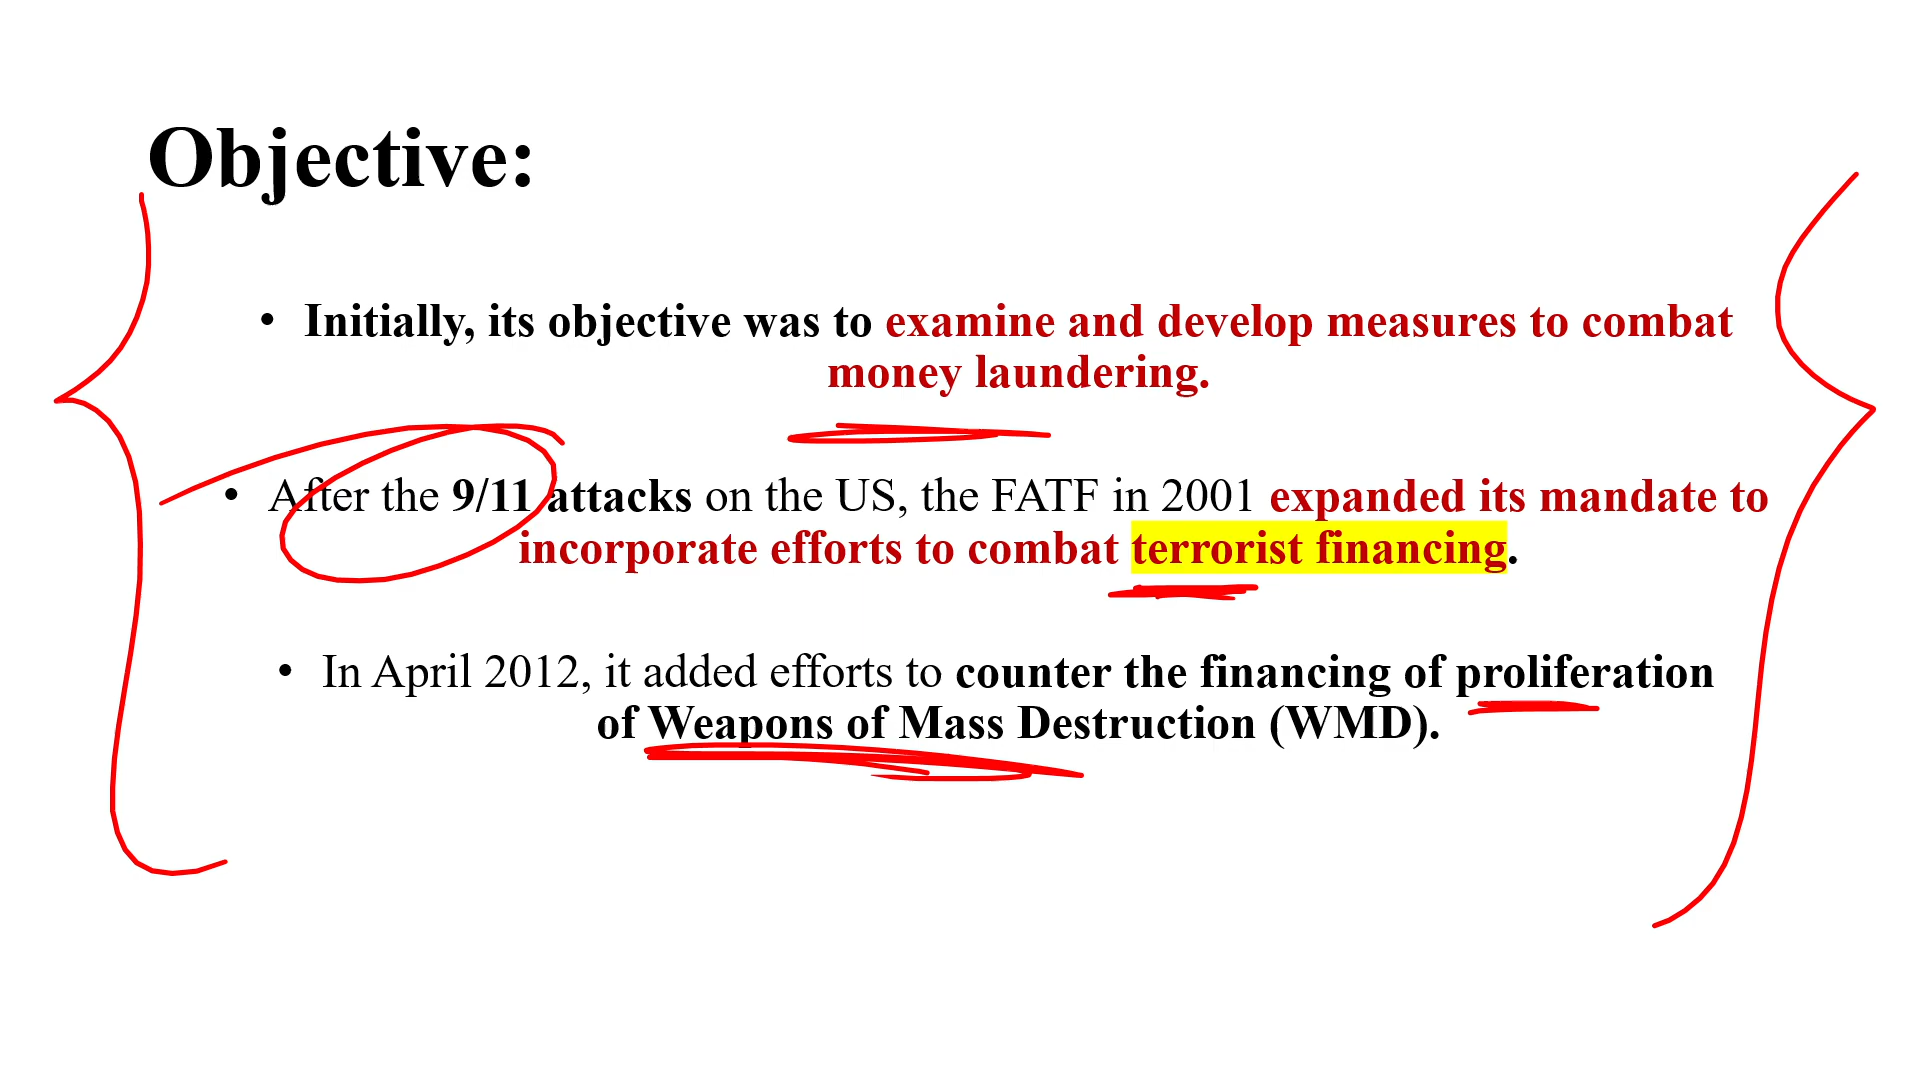 Objective:
• Initially, its objective was to examine and develop measures to combat
money laundering.
• After the 9/11 attacks on the US, the FATF in 2001 expanded its mandate to
incorporate efforts to combat terrorist financing.
• In April 2012, it added efforts to counter the financing of proliferation
of Weapons of Mass Destruction (WMD).